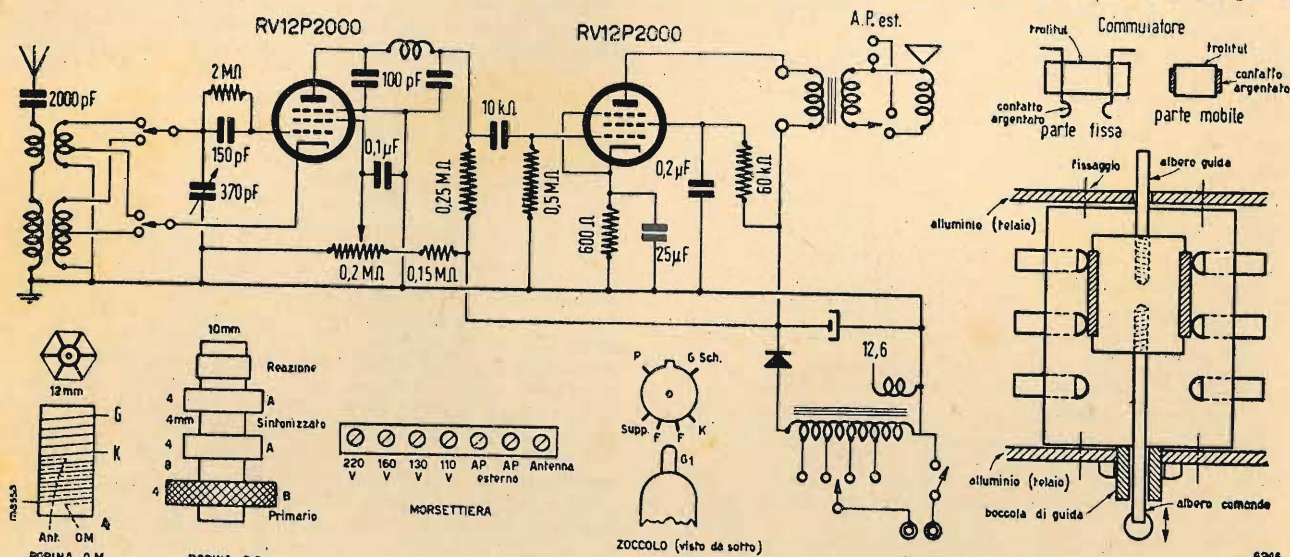 RV12P2000
RV12P2000
A.P. est.
2000 pF
2 MΩ
150 pF
370 pF
100 pF
0,1 µF
0,2 MΩ
0,15 MΩ
0,25 MΩ
10 kΩ
0,5 MΩ
600 Ω
25 µF
0,2 µF
60 kΩ
12,6
Commutatore
trolitul
contatto
argentato
parte fissa
trolitul
contatto
argentato
parte mobile
fissaggio
albero guida
alluminio (telaio)
alluminio (telaio)
boccola di guida
albero comando
12mm
G
K
massa
Ant. OM
BOBINA O.M.
10mm
Reazione
4 A
4mm Sintonizzato
4 A
8
4 B
Primario
220 V
160 V
130 V
110 V
AP esterno
AP
Antenna
MORSETTIERA
P
G Sch.
Supp.
F
F
K
G1
ZOCCOLO (visto da sotto)